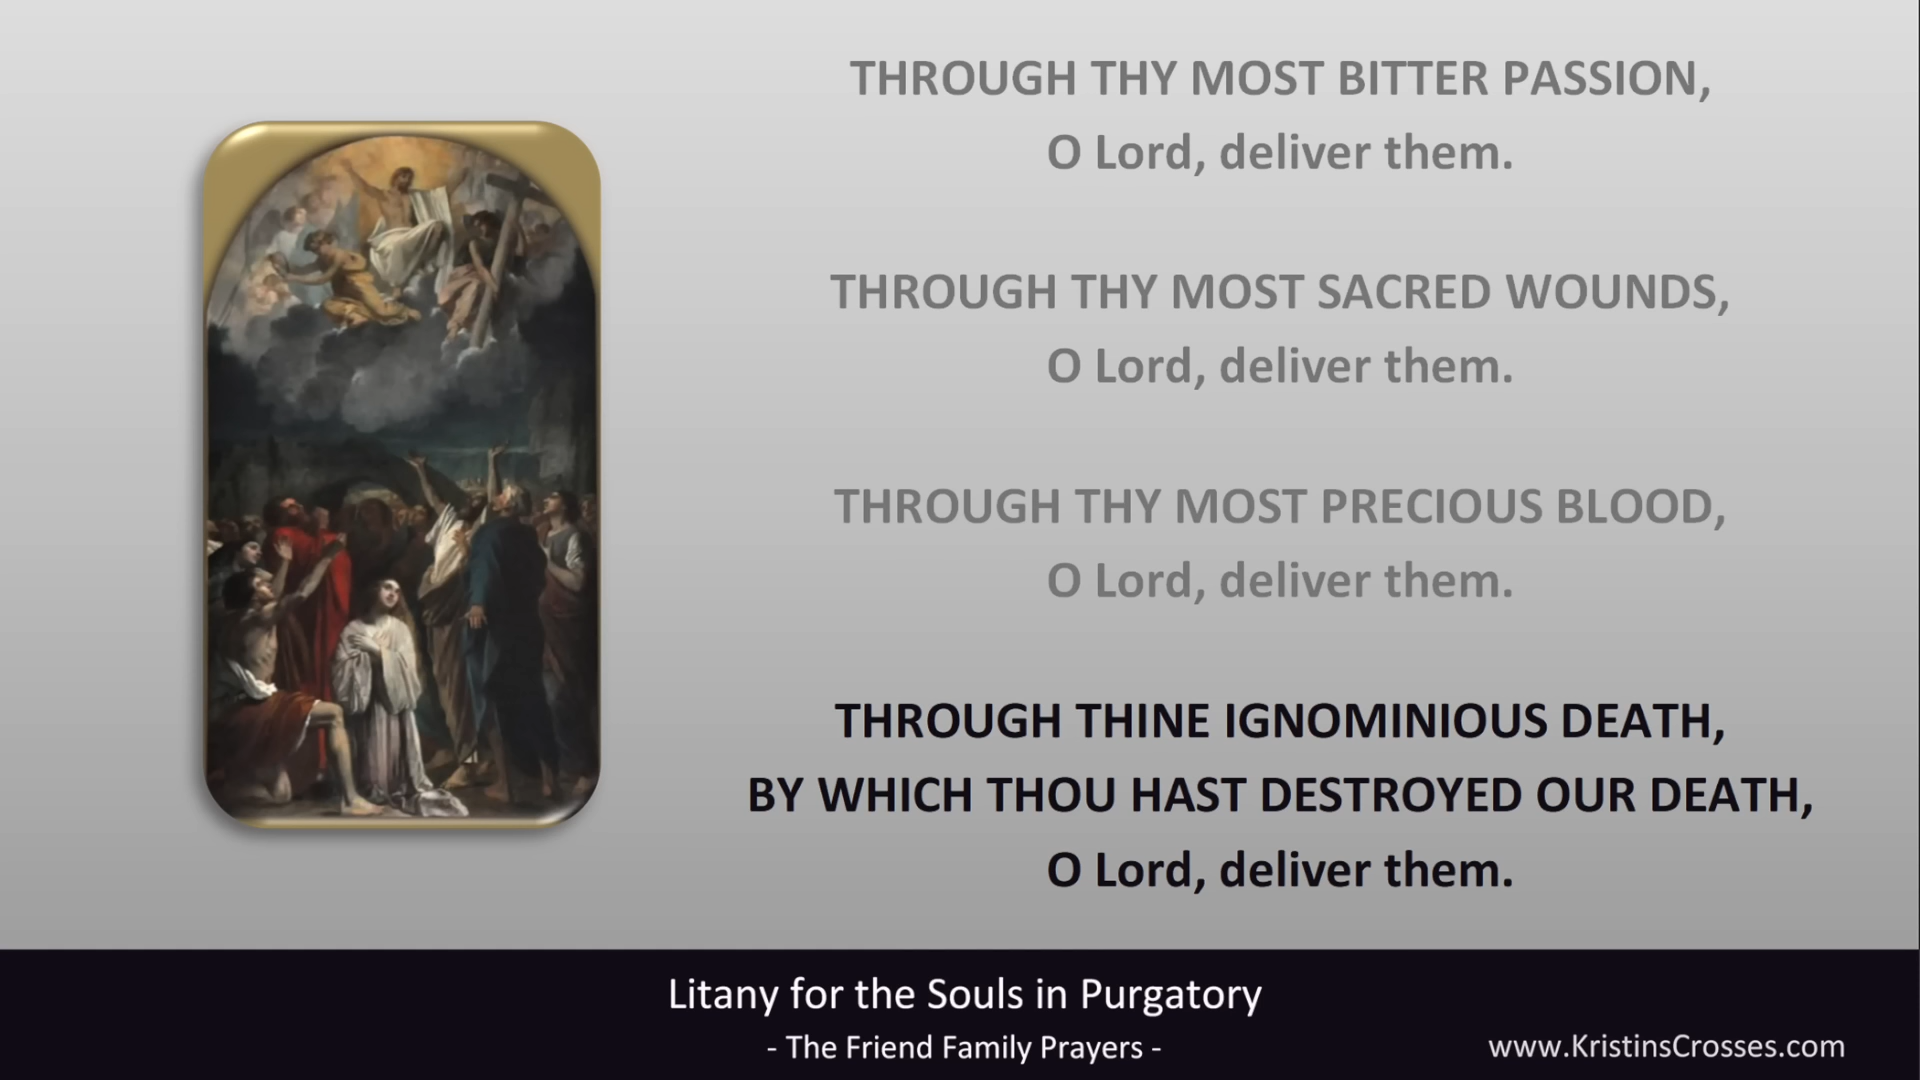 THROUGH THY MOST BITTER PASSION,
O Lord, deliver them.
THROUGH THY MOST SACRED WOUNDS,
O Lord, deliver them.
THROUGH THY MOST PRECIOUS BLOOD,
O Lord, deliver them.
THROUGH THINE IGNOMINIOUS DEATH,
BY WHICH THOU HAST DESTROYED OUR DEATH,
O Lord, deliver them.
Litany for the Souls in Purgatory
- The Friend Family Prayers -
www.KristinsCrosses.com